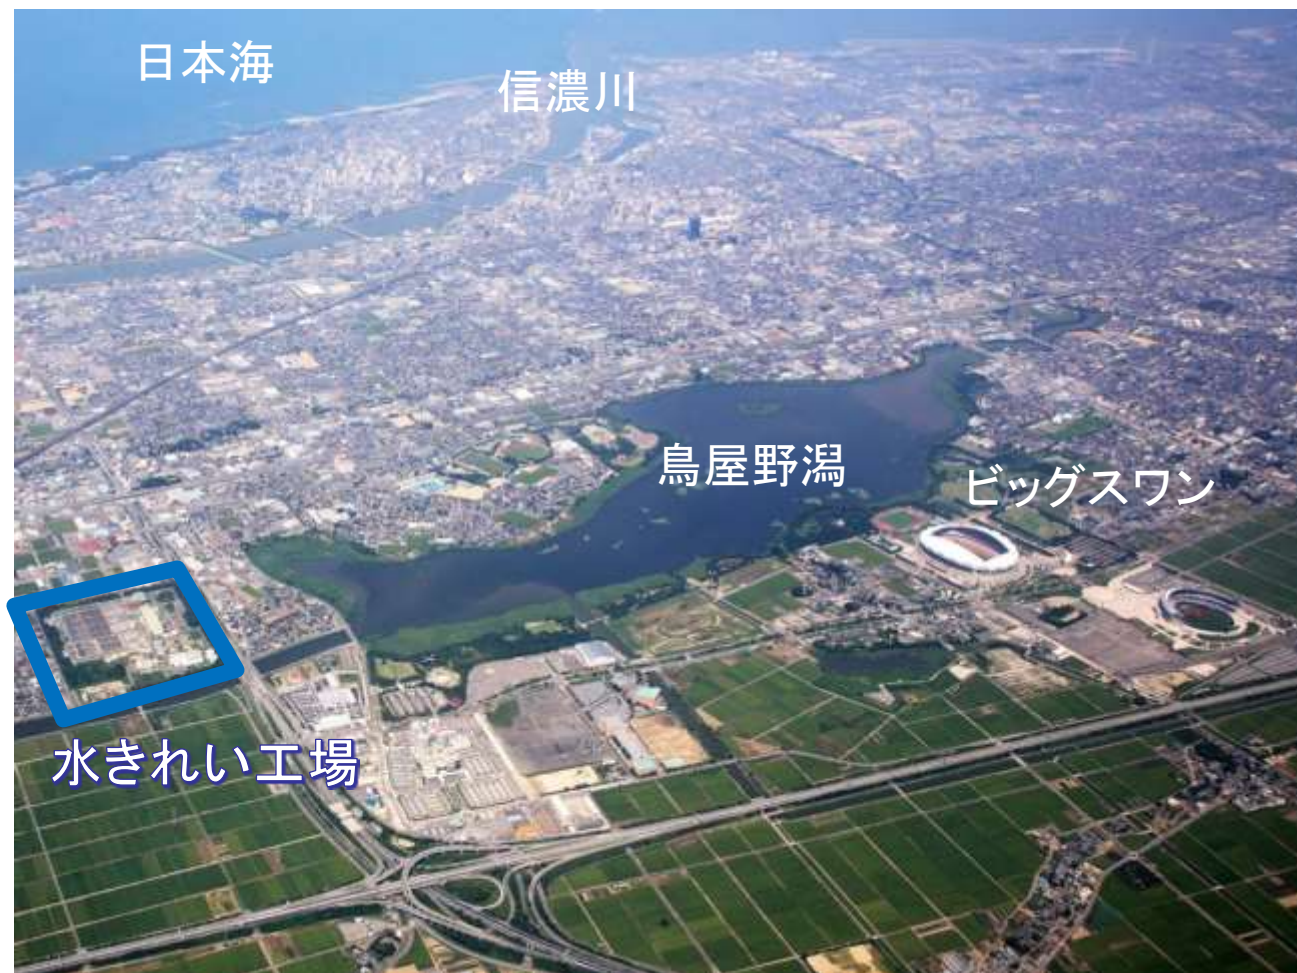 日本海
信濃川
鳥屋野潟
ビッグスワン
水きれい工場